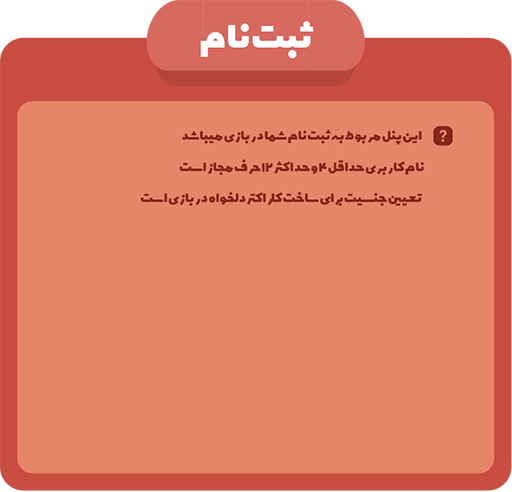 ثبت‌نام
؟ این پنل مربوط به ثبت نام شما در بازی میباشد
نام کاربری حداقل ۴ و حداکثر ۱۲ حرف مجاز است
تعیین جنسیت برای ساخت کاراکتر دلخواه در بازی است